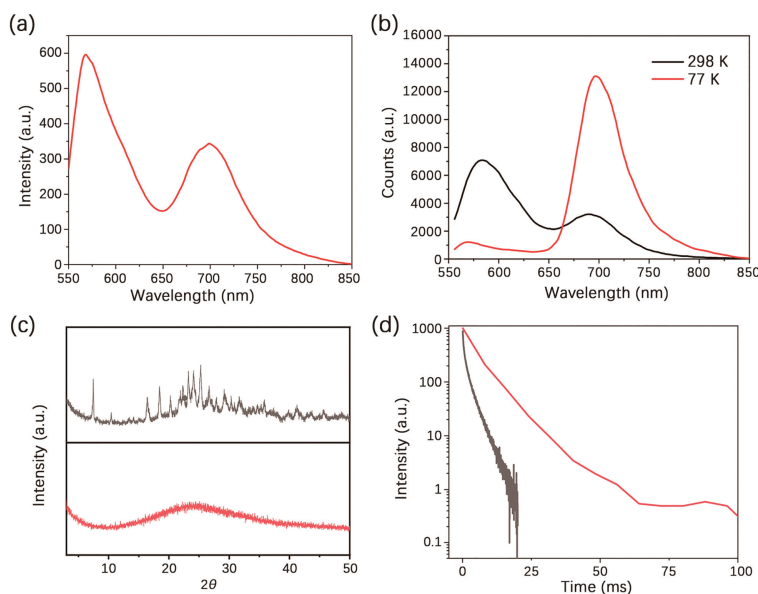 (a)
600
500
400
300
200
100
0
Intensity (a.u.)
550 600 650 700 750 800 850
Wavelength (nm)
(b)
16000
14000
12000
10000
8000
6000
4000
2000
0
Counts (a.u.)
298 K
77 K
550 600 650 700 750 800 850
Wavelength (nm)
(c)
Intensity (a.u.)
10 20 30 40 50
2θ
(d)
1000
100
10
1
0.1
Intensity (a.u.)
0 25 50 75 100
Time (ms)